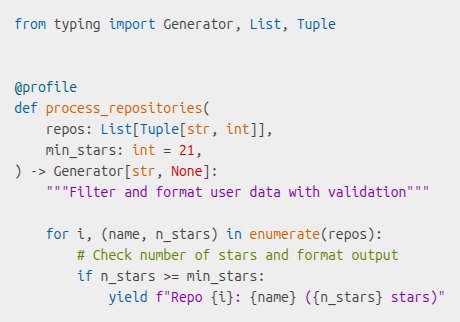 from typing import Generator, List, Tuple
@profile
def process_repositories(
    repos: List[Tuple[str, int]],
    min_stars: int = 21,
) -> Generator[str, None]:
    """Filter and format user data with validation"""
    for i, (name, n_stars) in enumerate(repos):
        # Check number of stars and format output
        if n_stars >= min_stars:
            yield f"Repo {i}: {name} ({n_stars} stars)"